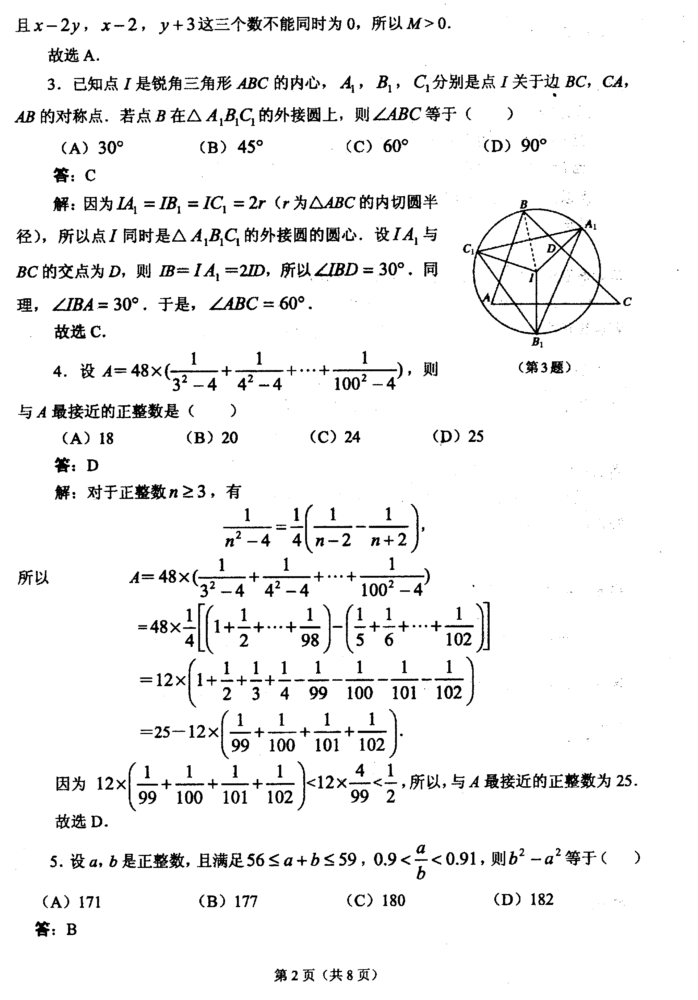 且x−2y，x−2，y+3这三个数不能同时为0，所以M>0.
故选A.
3．已知点I是锐角三角形ABC的内心，A₁，B₁，C₁分别是点I关于边BC，CA，
AB的对称点．若点B在△A₁B₁C₁的外接圆上，则∠ABC等于（　　）
（A）30°　（B）45°　（C）60°　（D）90°
答：C
解：因为IA₁=IB₁=IC₁=2r（r为△ABC的内切圆半
径），所以点I同时是△A₁B₁C₁的外接圆的圆心．设IA₁与
BC的交点为D，则IB=IA₁=2ID，所以∠IBD=30°．同
理，∠IBA=30°．于是，∠ABC=60°．
故选C.
B
A₁
C₁
D
I
A
C
B₁
（第3题）
4．设A=48×(1/(3²−4)+1/(4²−4)+⋯+1/(100²−4))，则
与A最接近的正整数是（　　）
（A）18　（B）20　（C）24　（D）25
答：D
解：对于正整数n≥3，有
1/(n²−4)=1/4(1/(n−2)−1/(n+2)),
所以　A=48×(1/(3²−4)+1/(4²−4)+⋯+1/(100²−4))
=48×1/4[(1+1/2+⋯+1/98)−(1/5+1/6+⋯+1/102)]
=12×(1+1/2+1/3+1/4−1/99−1/100−1/101−1/102)
=25−12×(1/99+1/100+1/101+1/102).
因为 12×(1/99+1/100+1/101+1/102)<12×4/99<1/2,所以,与A最接近的正整数为25.
故选D.
5. 设a, b是正整数,且满足56≤a+b≤59，0.9<a/b<0.91,则b²−a²等于(　　)
（A）171　（B）177　（C）180　（D）182
答：B
第2页（共8页）